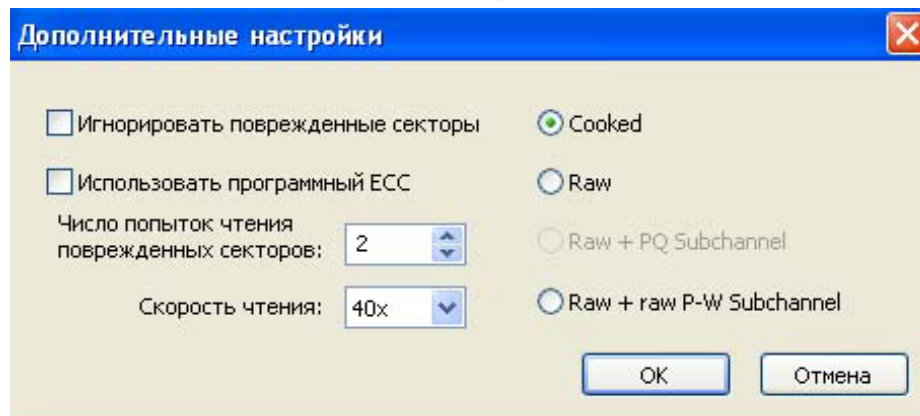 Дополнительные настройки
Игнорировать поврежденные секторы
Cooked
Использовать программный ECC
Raw
Число попыток чтения
поврежденных секторов:
2
Raw + PQ Subchannel
Скорость чтения:
40x
Raw + raw P-W Subchannel
OK
Отмена